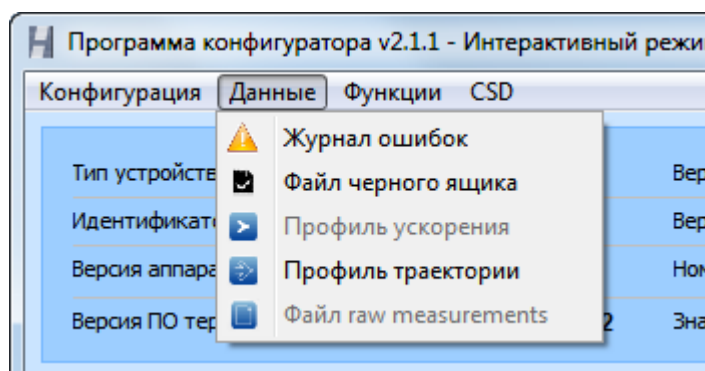 Программа конфигуратора v2.1.1 - Интерактивный режи
Конфигурация Данные Функции CSD
Журнал ошибок
Тип устройств Файл черного ящика Вер
Идентификато Профиль ускорения Вер
Версия аппара Профиль траектории Ном
Версия ПО тер Файл raw measurements 2 Зна